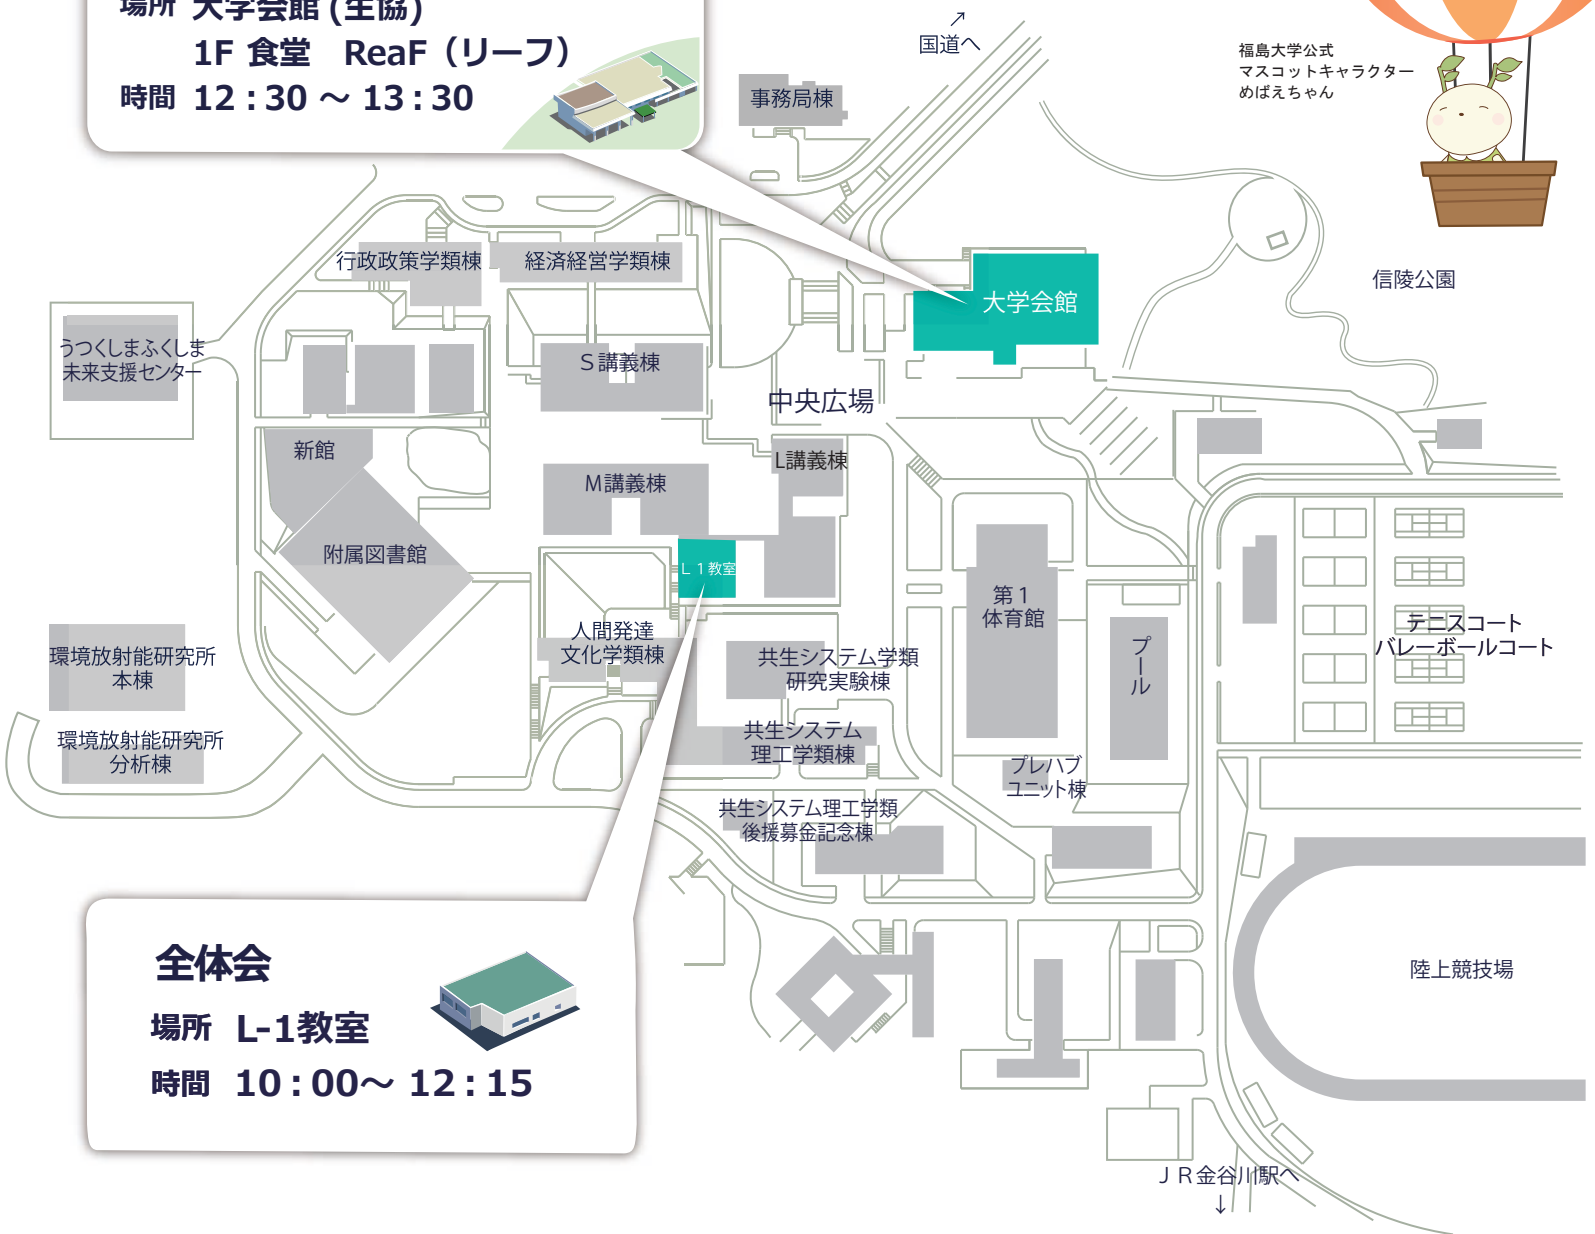 場所 大学会館 (生協)
1F 食堂 ReaF（リーフ）
時間 12：30 ～ 13：30
↗
国道へ
福島大学公式
マスコットキャラクター
めばえちゃん
事務局棟
行政政策学類棟
経済経営学類棟
大学会館
信陵公園
うつくしまふくしま
未来支援センター
S講義棟
中央広場
新館
L講義棟
M講義棟
附属図書館
L1教室
第1
体育館
テニスコート
バレーボールコート
プール
人間発達
文化学類棟
共生システム学類
研究実験棟
環境放射能研究所
本棟
共生システム
理工学類棟
環境放射能研究所
分析棟
プレハブ
ユニット棟
共生システム理工学類
後援募金記念棟
全体会
場所 L-1教室
時間 10：00～ 12：15
陸上競技場
JR金谷川駅へ
↓